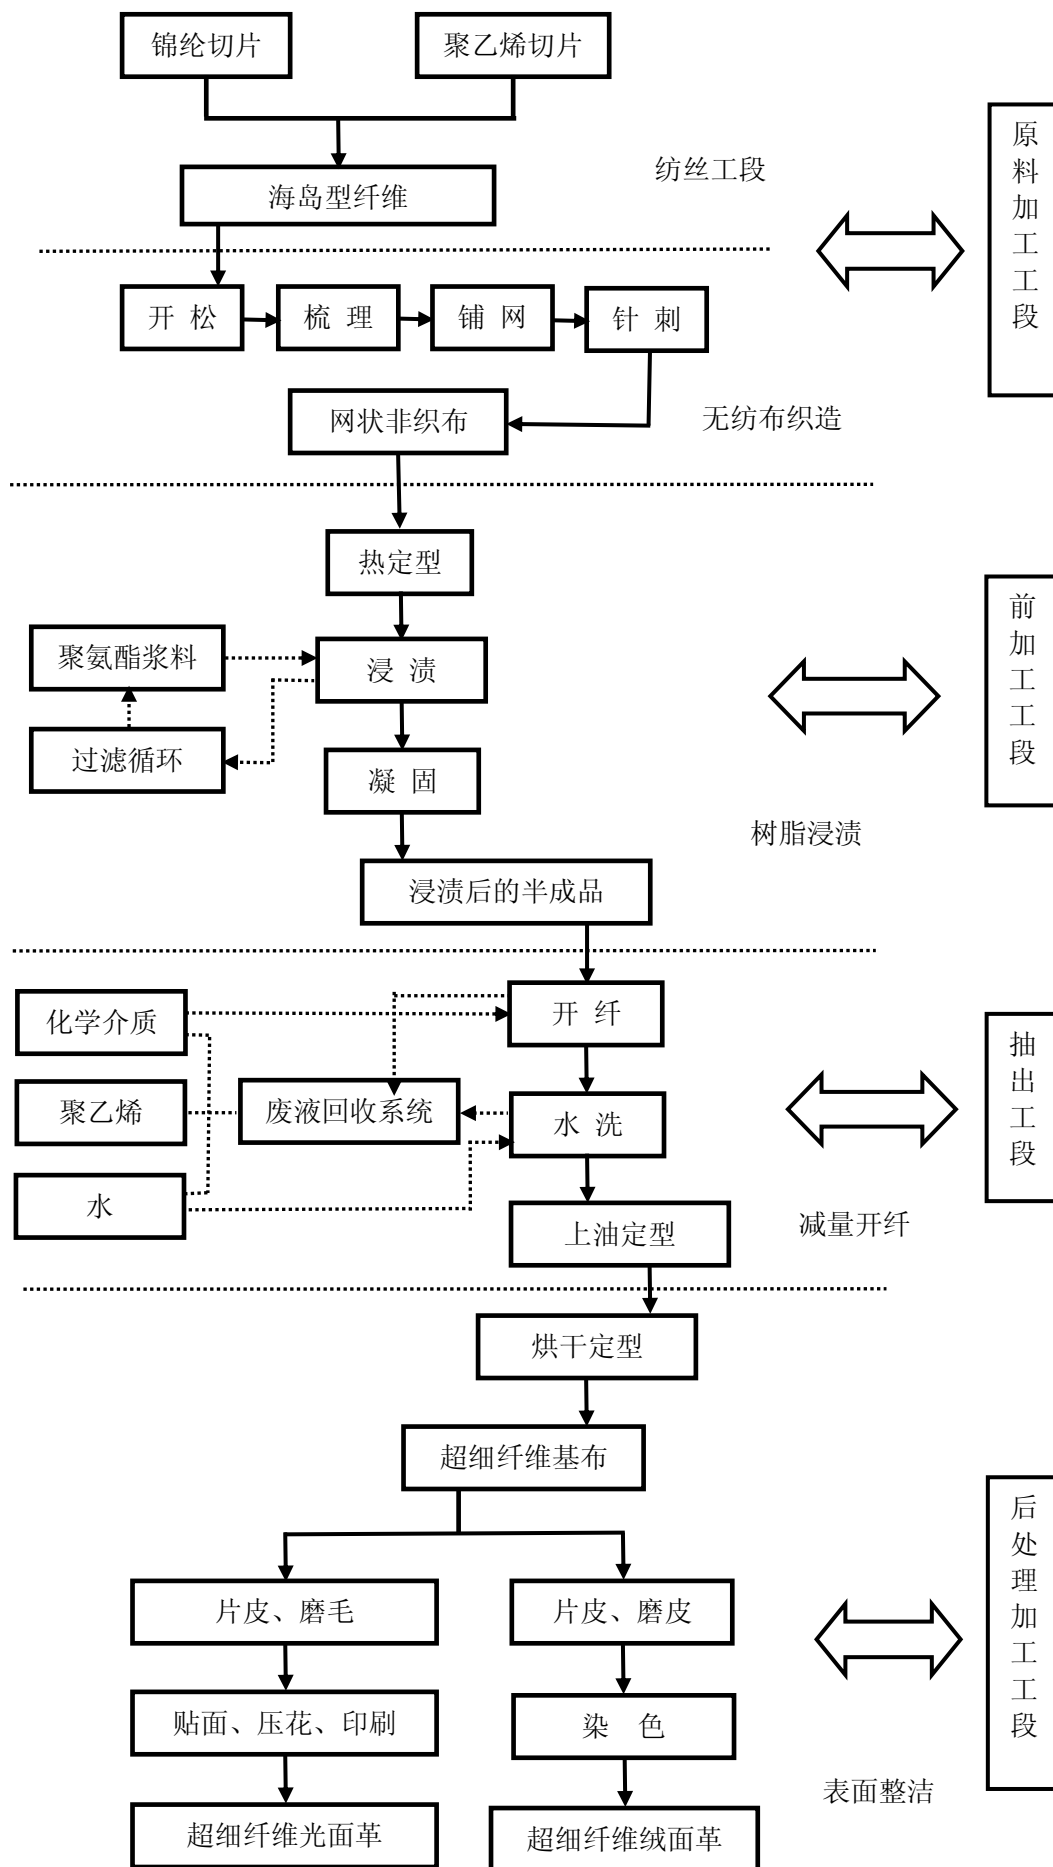 锦纶切片
聚乙烯切片
海岛型纤维
纺丝工段
原料加工工段
开 松
梳 理
铺 网
针 刺
网状非织布
无纺布织造
热定型
聚氨酯浆料
浸 渍
前加工工段
过滤循环
凝 固
树脂浸渍
浸渍后的半成品
化学介质
开 纤
抽出工段
聚乙烯
废液回收系统
水 洗
水
上油定型
减量开纤
烘干定型
超细纤维基布
后处理加工工段
片皮、磨毛
片皮、磨皮
贴面、压花、印刷
染 色
表面整洁
超细纤维光面革
超细纤维绒面革